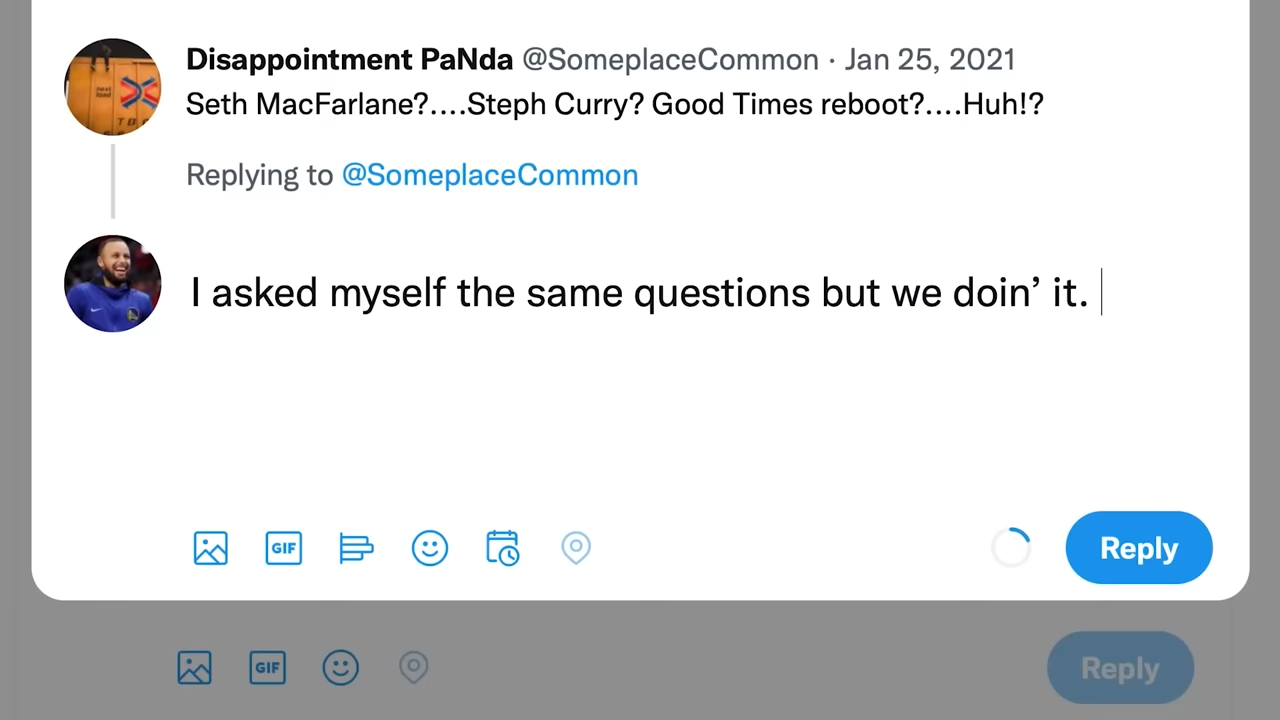 Disappointment PaNda @SomeplaceCommon · Jan 25, 2021
Seth MacFarlane?....Steph Curry? Good Times reboot?....Huh!?
Replying to @SomeplaceCommon
I asked myself the same questions but we doin’ it.
GIF
Reply
GIF
Reply